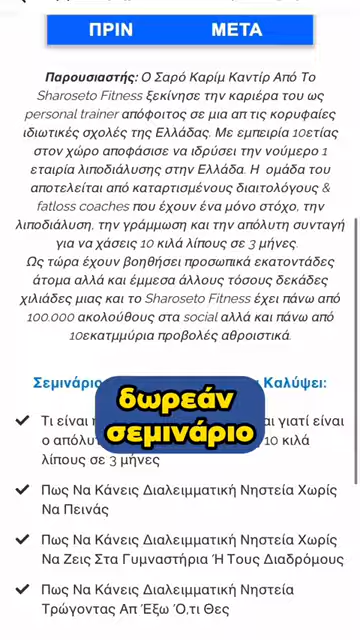 ΠΡΙΝ ΜΕΤΑ
Παρουσιαστής: Ο Σαρό Καρίμ Καντίρ Από Το
Sharoseto Fitness ξεκίνησε την καριέρα του ως
personal trainer απόφοιτος σε μια απ τις κορυφαίες
ιδιωτικές σχολές της Ελλάδας. Με εμπειρία 10ετίας
στον χώρο αποφάσισε να ιδρύσει την νούμερο 1
εταιρία λιποδιάλυσης στην Ελλάδα. Η ομάδα του
αποτελείται από καταρτισμένους διαιτολόγους &
fatloss coaches που έχουν ένα μόνο στόχο, την
λιποδιάλυση, την γράμμωση και την απόλυτη συνταγή
για να χάσεις 10 κιλά λίπους σε 3 μήνες.
Ως τώρα έχουν βοηθήσει προσωπικά εκατοντάδες
άτομα αλλά και έμμεσα άλλους τόσους δεκάδες
χιλιάδες μιας και το Sharoseto Fitness έχει πάνω από
100.000 ακολούθους στα social αλλά και πάνω από
10εκατμμύρια προβολές αθροιστικά.
Σεμινάριο Καλύψει:
δωρεάν
σεμινάριο
Τι είναι αι γιατί είναι
ο απόλυτ 10 κιλά
λίπους σε 3 μήνες
Πως Να Κάνεις Διαλειμματική Νηστεία Χωρίς
Να Πεινάς
Πως Να Κάνεις Διαλειμματική Νηστεία Χωρίς
Να Ζεις Στα Γυμναστήρια Ή Τους Διαδρόμους
Πως Να Κάνεις Διαλειμματική Νηστεία
Τρώγοντας Απ Έξω Ό,τι Θες